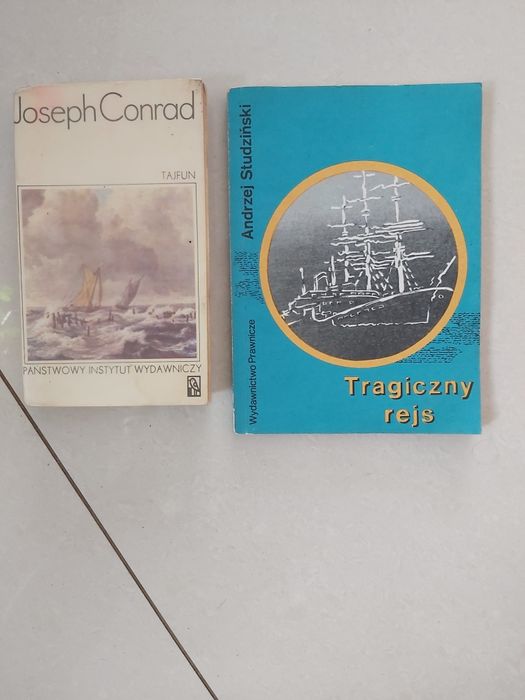 Joseph Conrad
TAJFUN
PAŃSTWOWY INSTYTUT WYDAWNICZY
Andrzej Studziński
Wydawnictwo Prawnicze
Tragiczny
rejs